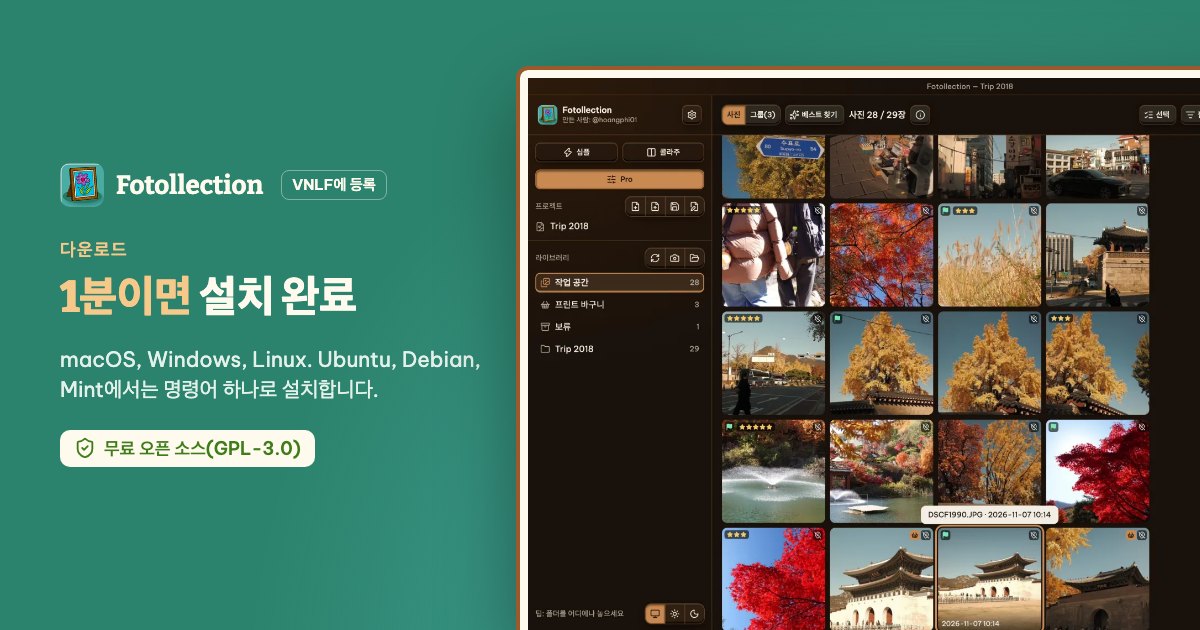 Fotollection
VNLF에 등록
다운로드
1분이면 설치 완료
macOS, Windows, Linux. Ubuntu, Debian,
Mint에서는 명령어 하나로 설치합니다.
무료 오픈 소스(GPL-3.0)
Fotollection — Trip 2018
Fotollection
만든 사람: @hoangphi01
심플
콜라주
Pro
프로젝트
Trip 2018
라이브러리
작업 공간 28
프린트 바구니 3
보류 1
Trip 2018 29
팁: 폴더를 어디에나 놓으세요
사진 그룹(3) 베스트 찾기 사진 28 / 29장 선택
수표로
DSCF1990.JPG · 2026-11-07 10:14
2026-11-07 10:14